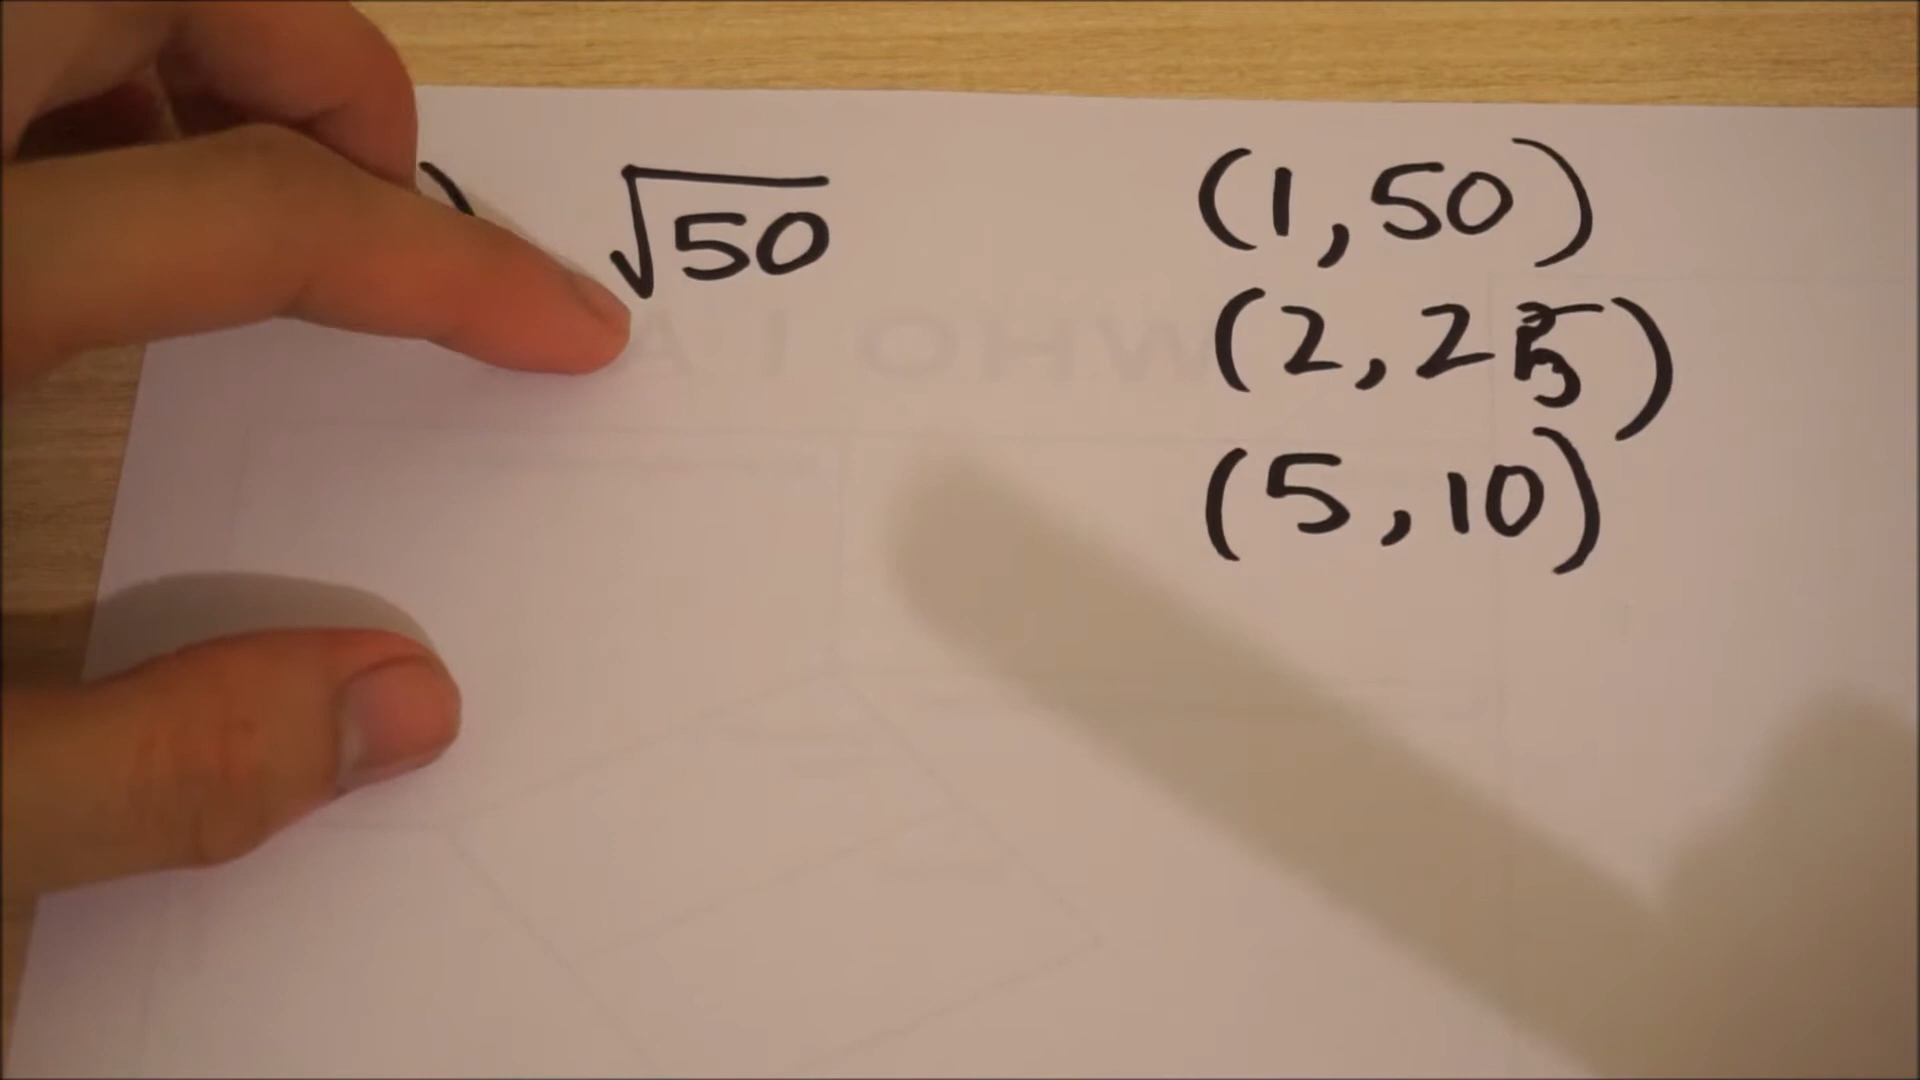 ) √50
(1,50)
(2,25)
(5,10)